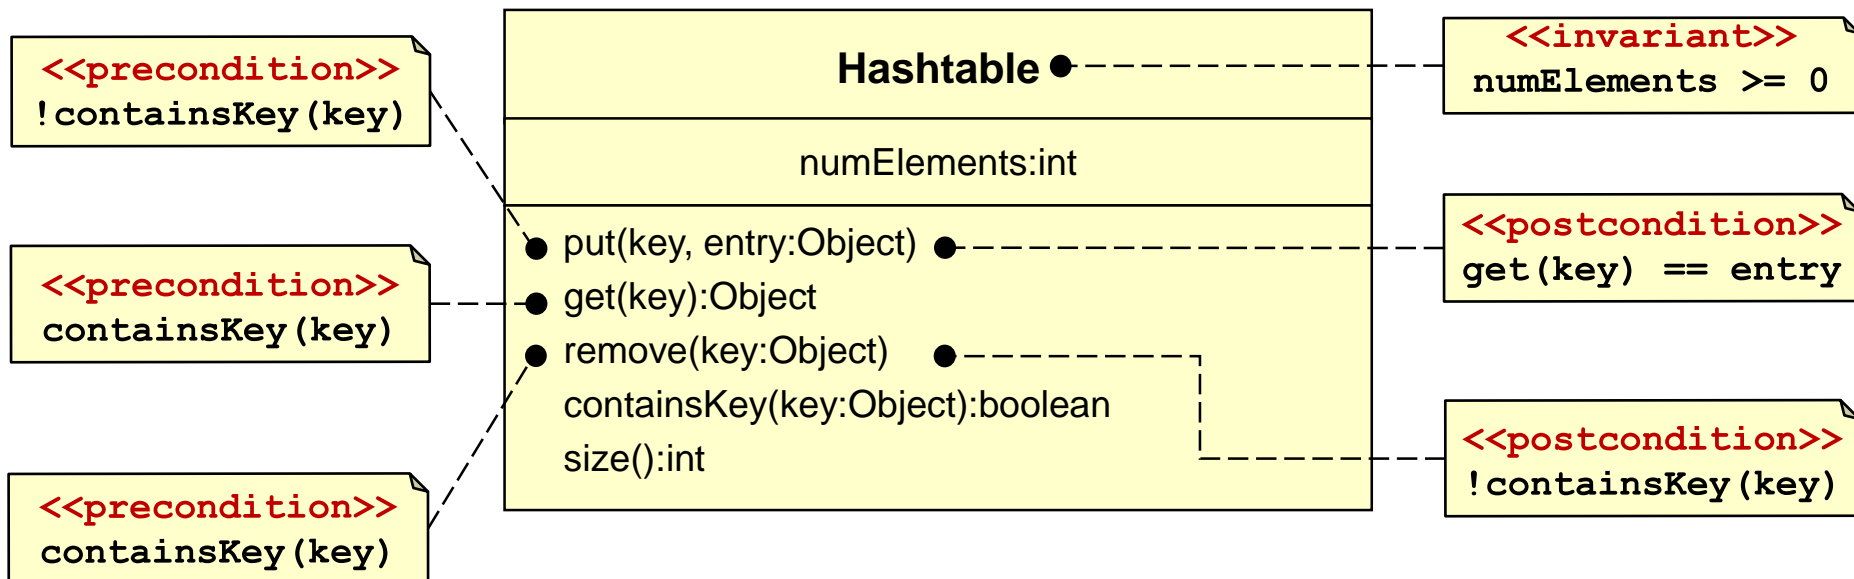 <<precondition>>
!containsKey(key)
<<precondition>>
containsKey(key)
<<precondition>>
containsKey(key)
Hashtable
numElements:int
put(key, entry:Object)
get(key):Object
remove(key:Object)
containsKey(key:Object):boolean
size():int
<<invariant>>
numElements >= 0
<<postcondition>>
get(key) == entry
<<postcondition>>
!containsKey(key)